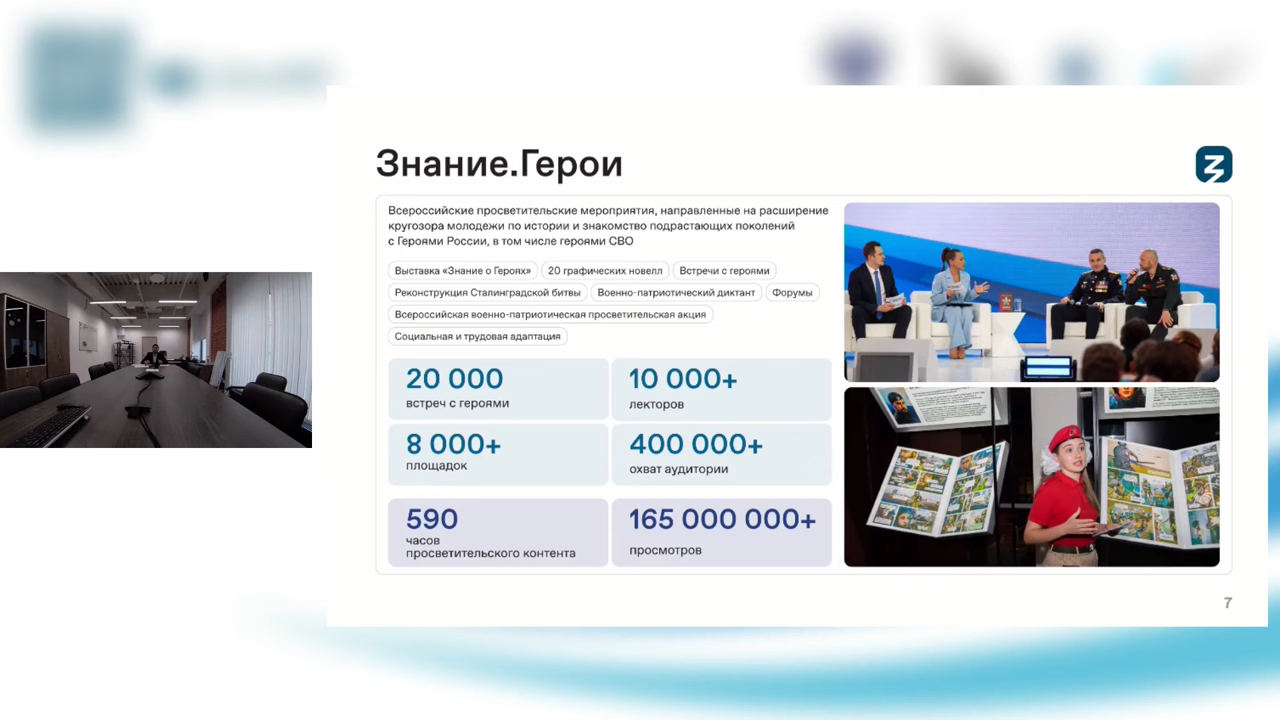 Знание.Герои
Всероссийские просветительские мероприятия, направленные на расширение
кругозора молодежи по истории и знакомство подрастающих поколений
с Героями России, в том числе героями СВО
Выставка «Знание о Героях»
20 графических новелл
Встречи с героями
Реконструкция Сталинградской битвы
Военно-патриотический диктант
Форумы
Всероссийская военно-патриотическая просветительская акция
Социальная и трудовая адаптация
20 000
встреч с героями
10 000+
лекторов
8 000+
площадок
400 000+
охват аудитории
590
часов
просветительского контента
165 000 000+
просмотров
7